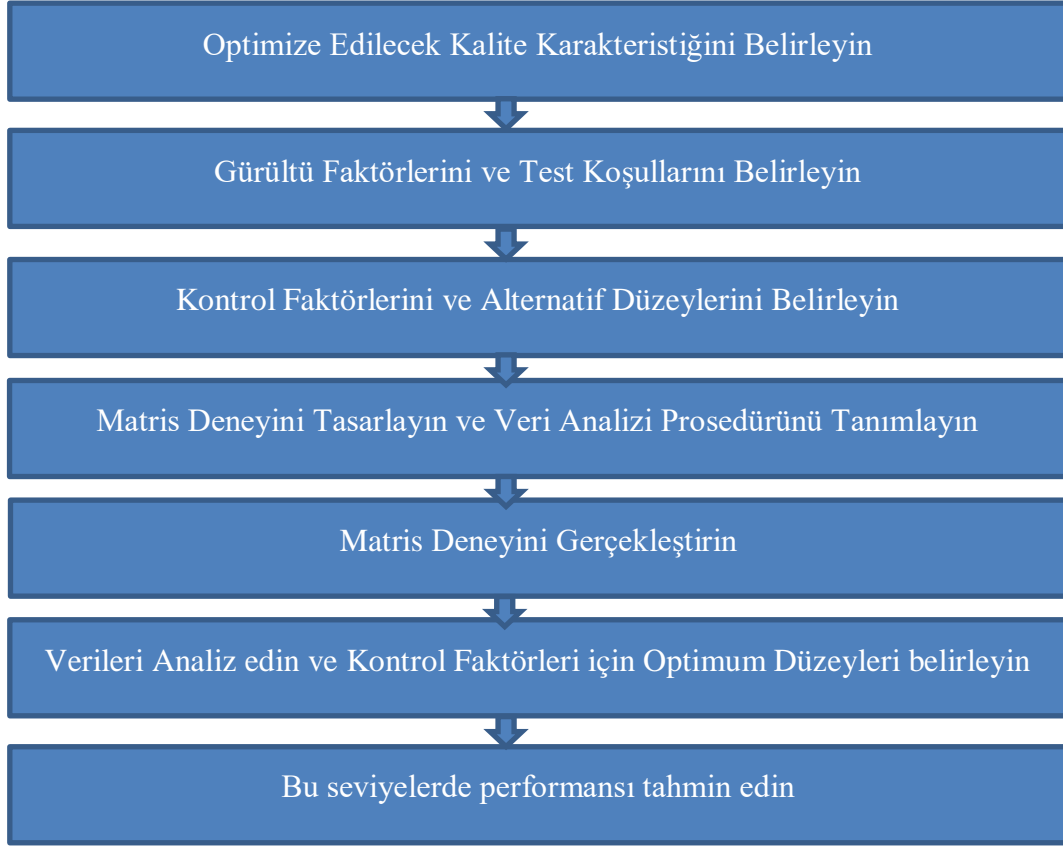 Optimize Edilecek Kalite Karakteristiğini Belirleyin
Gürültü Faktörlerini ve Test Koşullarını Belirleyin
Kontrol Faktörlerini ve Alternatif Düzeylerini Belirleyin
Matris Deneyini Tasarlayın ve Veri Analizi Prosedürünü Tanımlayın
Matris Deneyini Gerçekleştirin
Verileri Analiz edin ve Kontrol Faktörleri için Optimum Düzeyleri belirleyin
Bu seviyelerde performansı tahmin edin